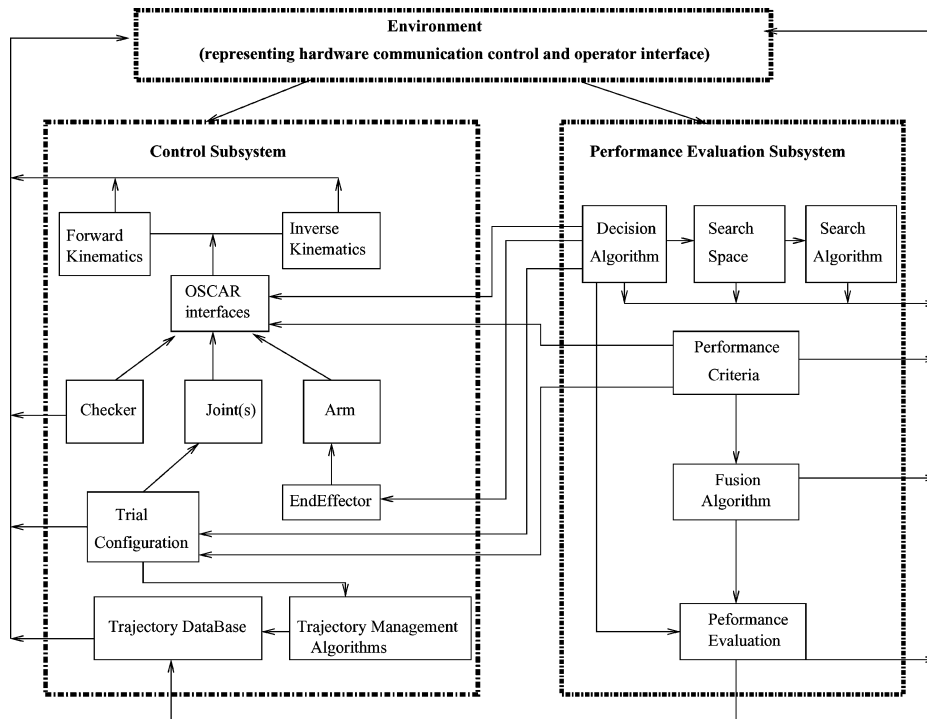 Environment
(representing hardware communication control and operator interface)
Control Subsystem
Forward
Kinematics
Inverse
Kinematics
OSCAR
interfaces
Checker
Joint(s)
Arm
EndEffector
Trial
Configuration
Trajectory DataBase
Trajectory Management
Algorithms
Performance Evaluation Subsystem
Decision
Algorithm
Search
Space
Search
Algorithm
Performance
Criteria
Fusion
Algorithm
Peformance
Evaluation